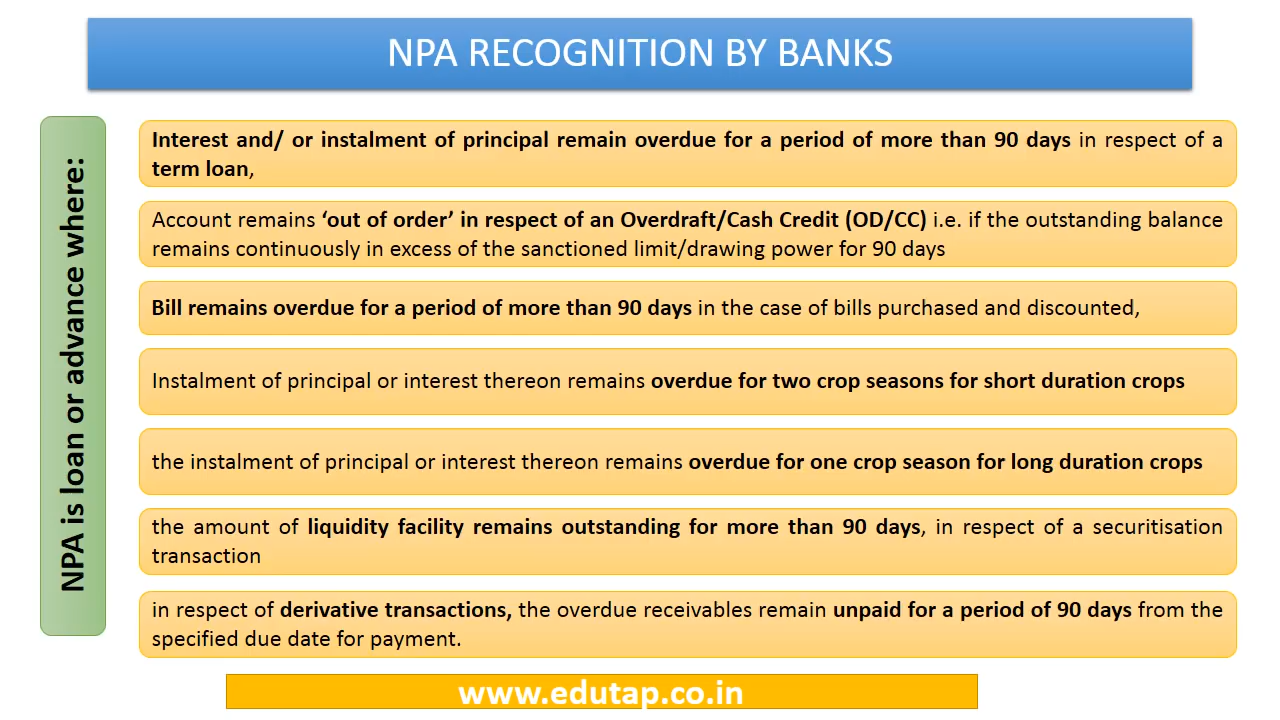 NPA RECOGNITION BY BANKS
NPA is loan or advance where:
Interest and/ or instalment of principal remain overdue for a period of more than 90 days in respect of a
term loan,
Account remains ‘out of order’ in respect of an Overdraft/Cash Credit (OD/CC) i.e. if the outstanding balance
remains continuously in excess of the sanctioned limit/drawing power for 90 days
Bill remains overdue for a period of more than 90 days in the case of bills purchased and discounted,
Instalment of principal or interest thereon remains overdue for two crop seasons for short duration crops
the instalment of principal or interest thereon remains overdue for one crop season for long duration crops
the amount of liquidity facility remains outstanding for more than 90 days, in respect of a securitisation
transaction
in respect of derivative transactions, the overdue receivables remain unpaid for a period of 90 days from the
specified due date for payment.
www.edutap.co.in